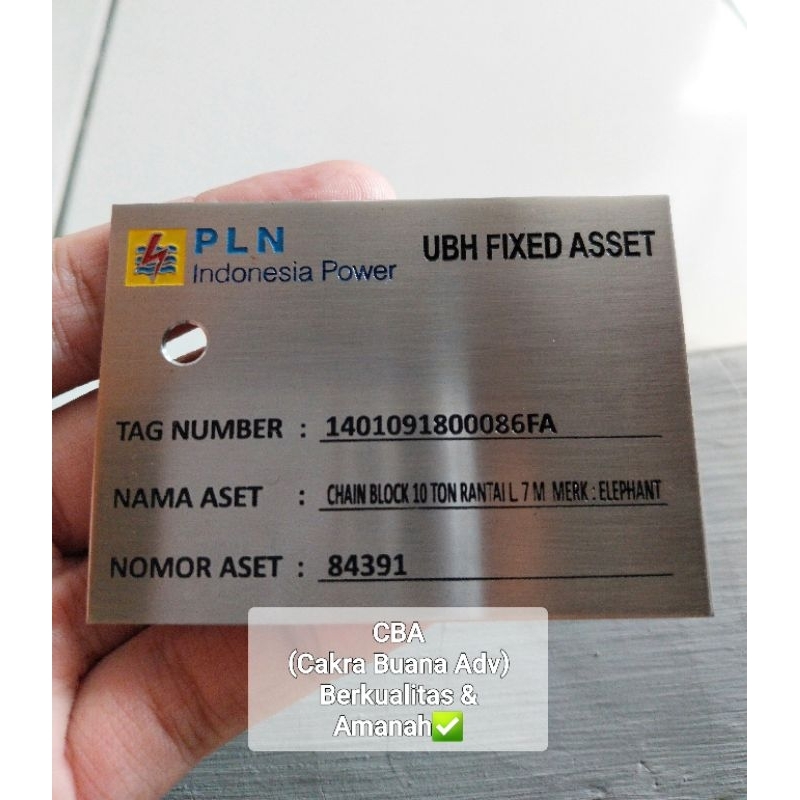 PLN
Indonesia Power
UBH FIXED ASSET
TAG NUMBER : 1401091800086FA
NAMA ASET : CHAIN BLOCK 10 TON RANTAI L 7 M MERK : ELEPHANT
NOMOR ASET : 84391
CBA
(Cakra Buana Adv)
Berkualitas &
Amanah✅